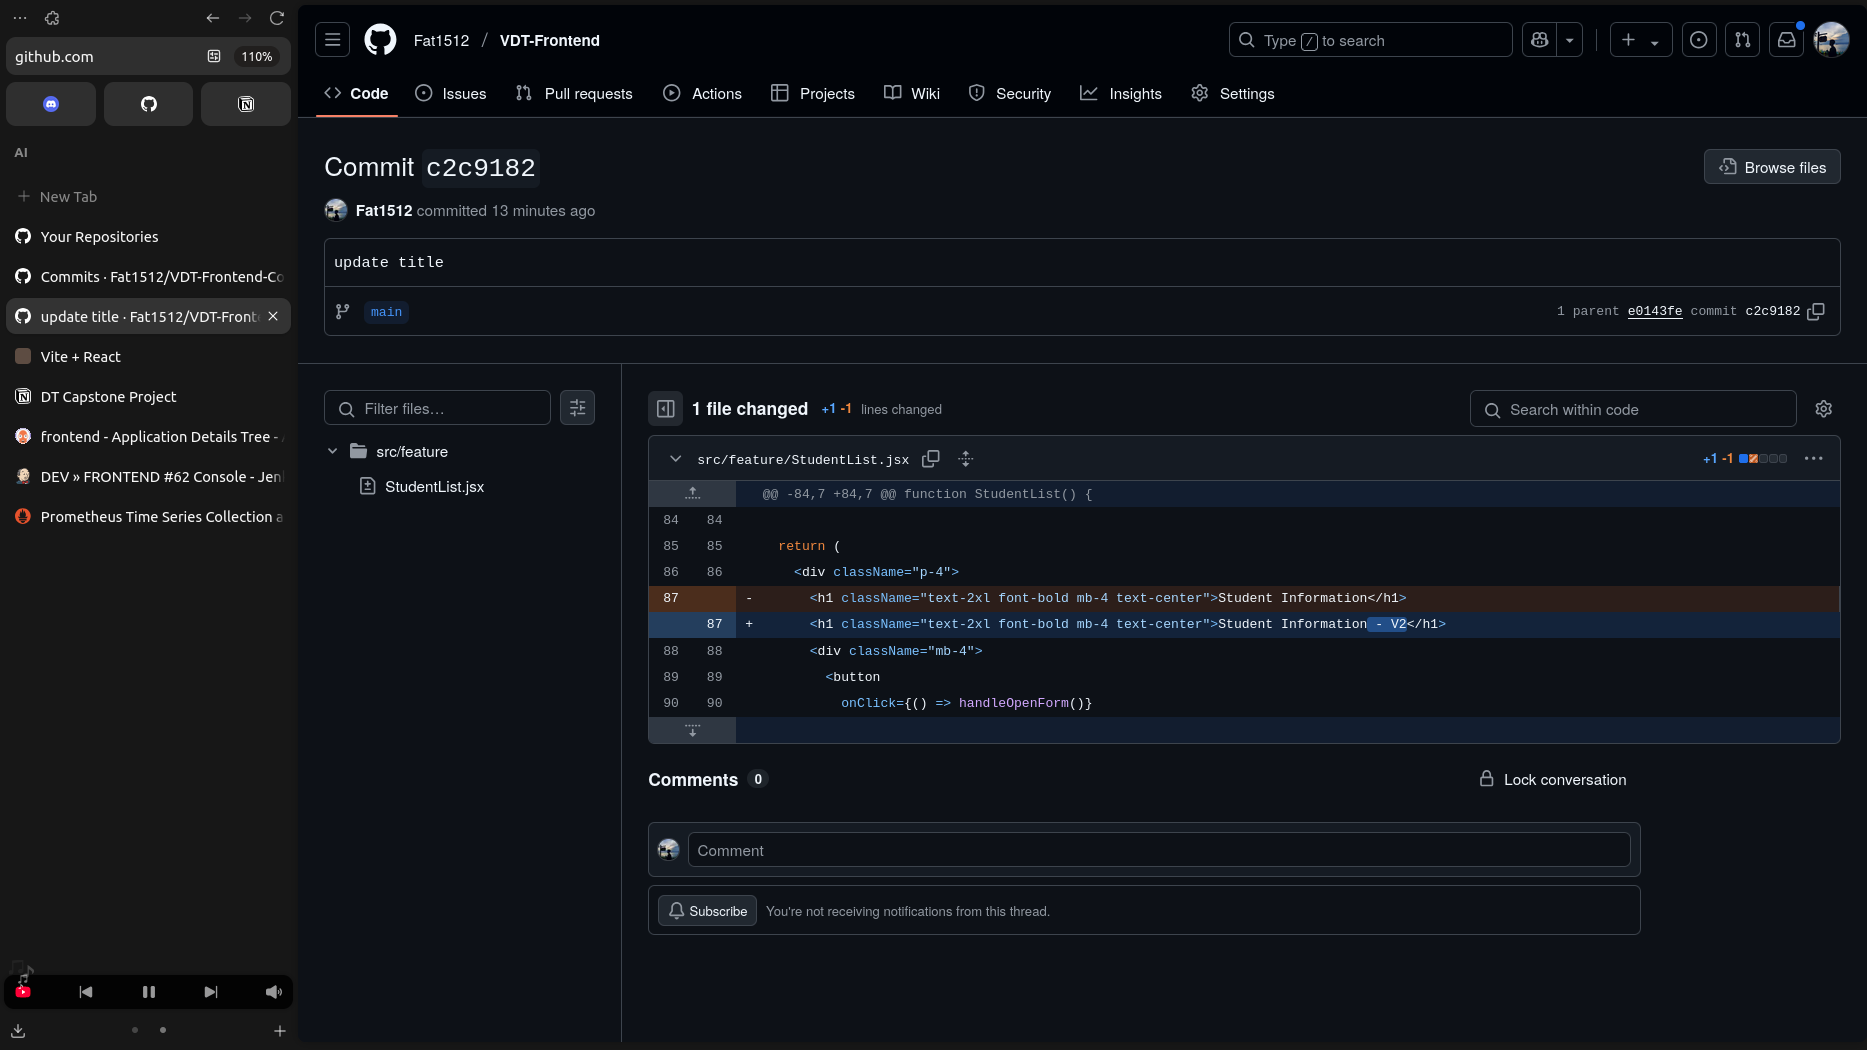 github.com
110%
AI
New Tab
Your Repositories
Commits · Fat1512/VDT-Frontend-Co
update title · Fat1512/VDT-Front
Vite + React
DT Capstone Project
frontend - Application Details Tree -
DEV » FRONTEND #62 Console - Jen
Prometheus Time Series Collection a
Fat1512 / VDT-Frontend
Type / to search
Code
Issues
Pull requests
Actions
Projects
Wiki
Security
Insights
Settings
Commit c2c9182
Browse files
Fat1512 committed 13 minutes ago
update title
main
1 parent e0143fe commit c2c9182
Filter files…
src/feature
StudentList.jsx
1 file changed +1 -1 lines changed
Search within code
src/feature/StudentList.jsx
+1 -1
@@ -84,7 +84,7 @@ function StudentList() {
84 84
85 85 return (
86 86 <div className="p-4">
87 - <h1 className="text-2xl font-bold mb-4 text-center">Student Information</h1>
87 + <h1 className="text-2xl font-bold mb-4 text-center">Student Information - V2</h1>
88 88 <div className="mb-4">
89 89 <button
90 90 onClick={() => handleOpenForm()}
Comments 0
Lock conversation
Comment
Subscribe You're not receiving notifications from this thread.